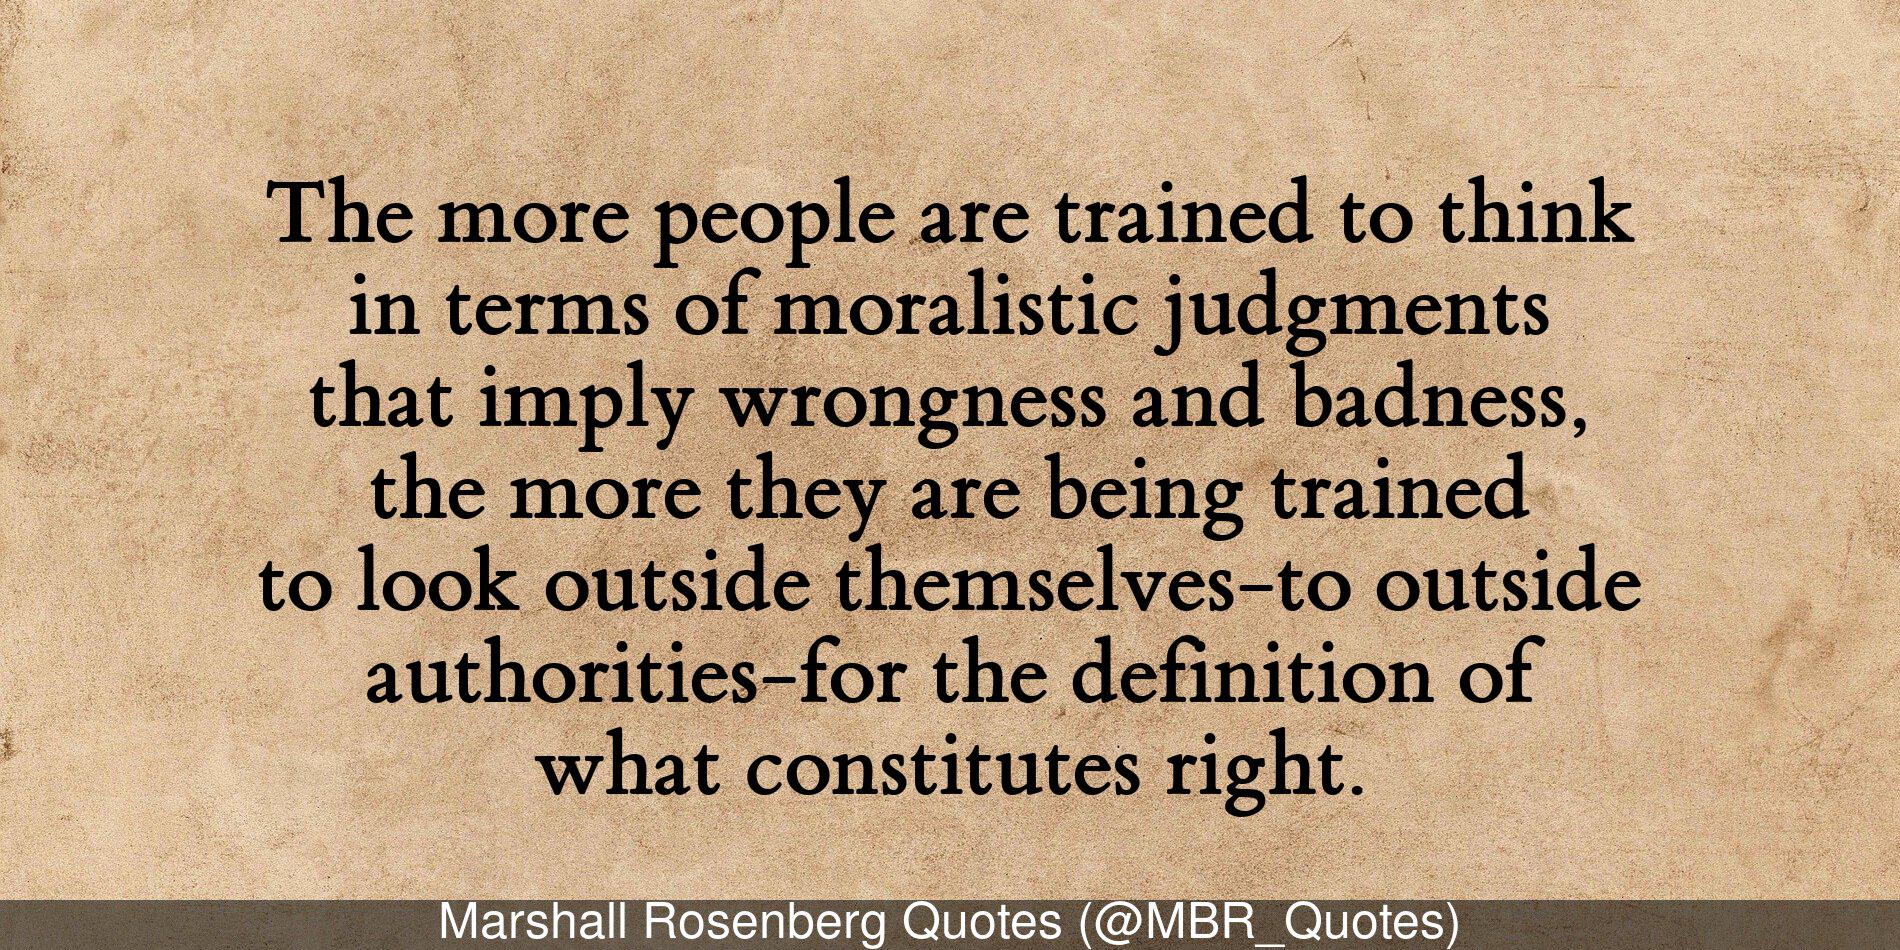 The more people are trained to think
in terms of moralistic judgments
that imply wrongness and badness,
the more they are being trained
to look outside themselves-to outside
authorities-for the definition of
what constitutes right.
Marshall Rosenberg Quotes (@MBR_Quotes)